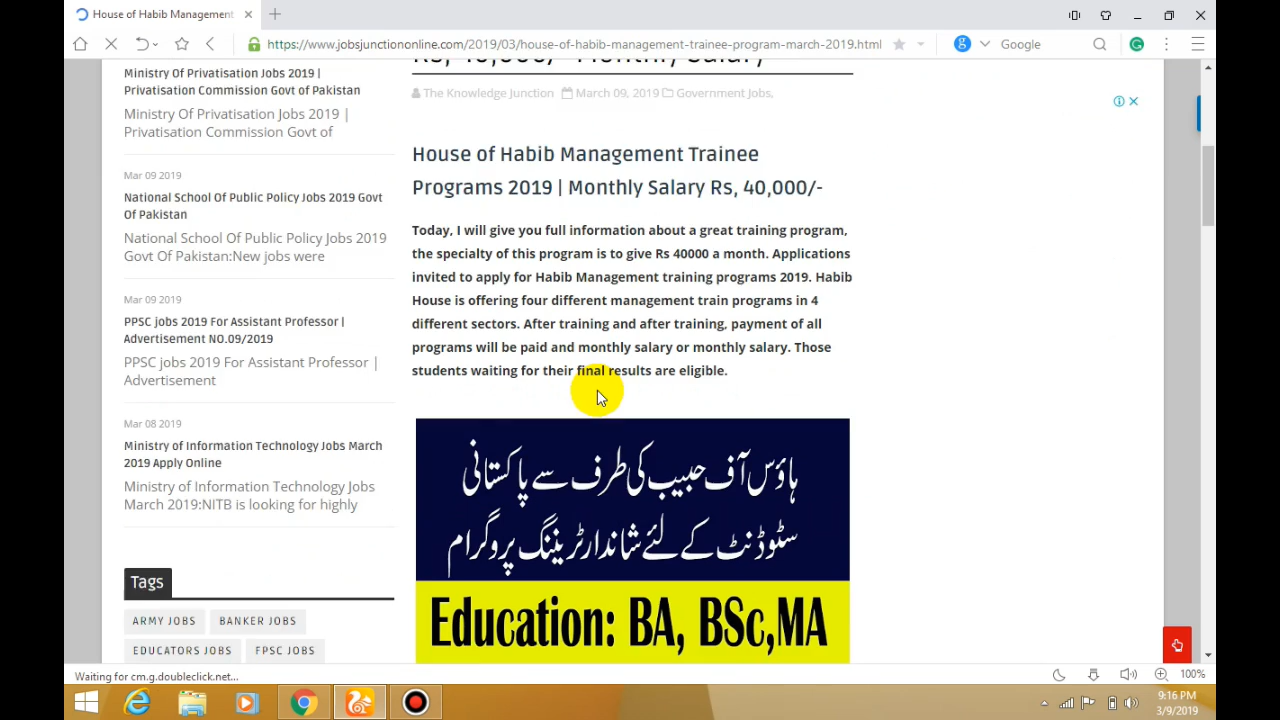 House of Habib Management
https://www.jobsjunctiononline.com/2019/03/house-of-habib-management-trainee-program-march-2019.html
Google
Ministry Of Privatisation Jobs 2019 |
Privatisation Commission Govt of Pakistan
Ministry Of Privatisation Jobs 2019 |
Privatisation Commission Govt of
Mar 09 2019
National School Of Public Policy Jobs 2019 Govt
Of Pakistan
National School Of Public Policy Jobs 2019
Govt Of Pakistan:New jobs were
Mar 09 2019
PPSC jobs 2019 For Assistant Professor |
Advertisement NO.09/2019
PPSC jobs 2019 For Assistant Professor |
Advertisement
Mar 08 2019
Ministry of Information Technology Jobs March
2019 Apply Online
Ministry of Information Technology Jobs
March 2019:NITB is looking for highly
Tags
ARMY JOBS
BANKER JOBS
EDUCATORS JOBS
FPSC JOBS
Rs, 40,000/- Monthly Salary
The Knowledge Junction March 09, 2019 Government Jobs,
House of Habib Management Trainee
Programs 2019 | Monthly Salary Rs, 40,000/-
Today, I will give you full information about a great training program,
the specialty of this program is to give Rs 40000 a month. Applications
invited to apply for Habib Management training programs 2019. Habib
House is offering four different management train programs in 4
different sectors. After training and after training, payment of all
programs will be paid and monthly salary or monthly salary. Those
students waiting for their final results are eligible.
ہاؤس آف حبیب کی طرف سے پاکستانی
سٹوڈنٹ کے لئے شاندار ٹریننگ پروگرام
Education: BA, BSc,MA
Waiting for cm.g.doubleclick.net...
100%
9:16 PM
3/9/2019